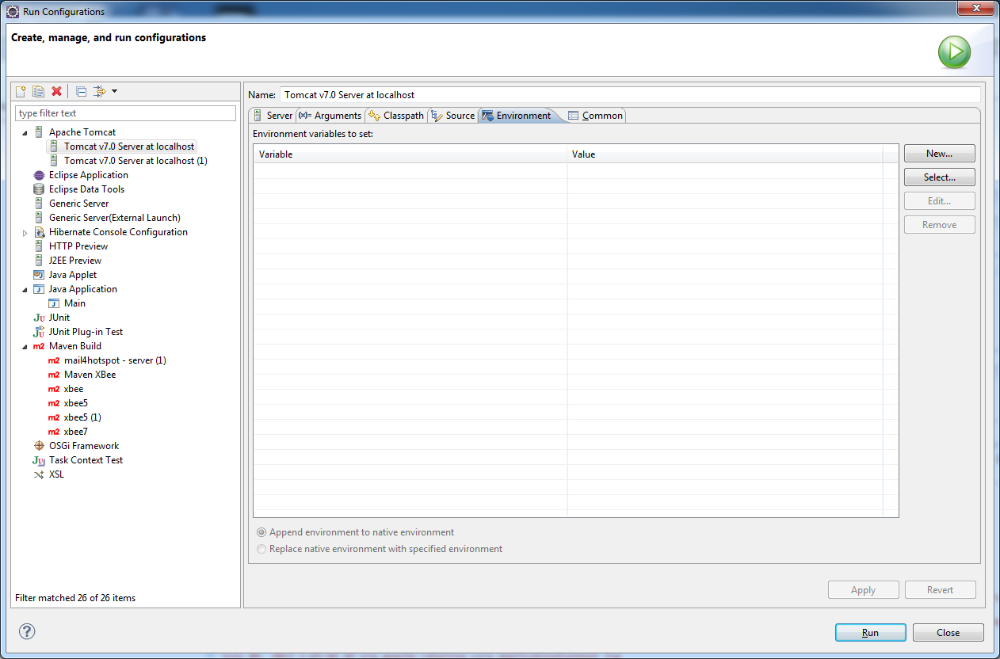 Run Configurations
Create, manage, and run configurations
type filter text
Apache Tomcat
Tomcat v7.0 Server at localhost
Tomcat v7.0 Server at localhost (1)
Eclipse Application
Eclipse Data Tools
Generic Server
Generic Server(External Launch)
Hibernate Console Configuration
HTTP Preview
J2EE Preview
Java Applet
Java Application
Main
JUnit
JUnit Plug-in Test
Maven Build
m2 mail4hotspot - server (1)
m2 Maven XBee
m2 xbee
m2 xbee5
m2 xbee5 (1)
m2 xbee7
OSGi Framework
Task Context Test
XSL
Filter matched 26 of 26 items
Name: Tomcat v7.0 Server at localhost
Server (x)= Arguments Classpath Source Environment Common
Environment variables to set:
Variable Value
New...
Select...
Edit...
Remove
Append environment to native environment
Replace native environment with specified environment
Apply Revert
? Run Close